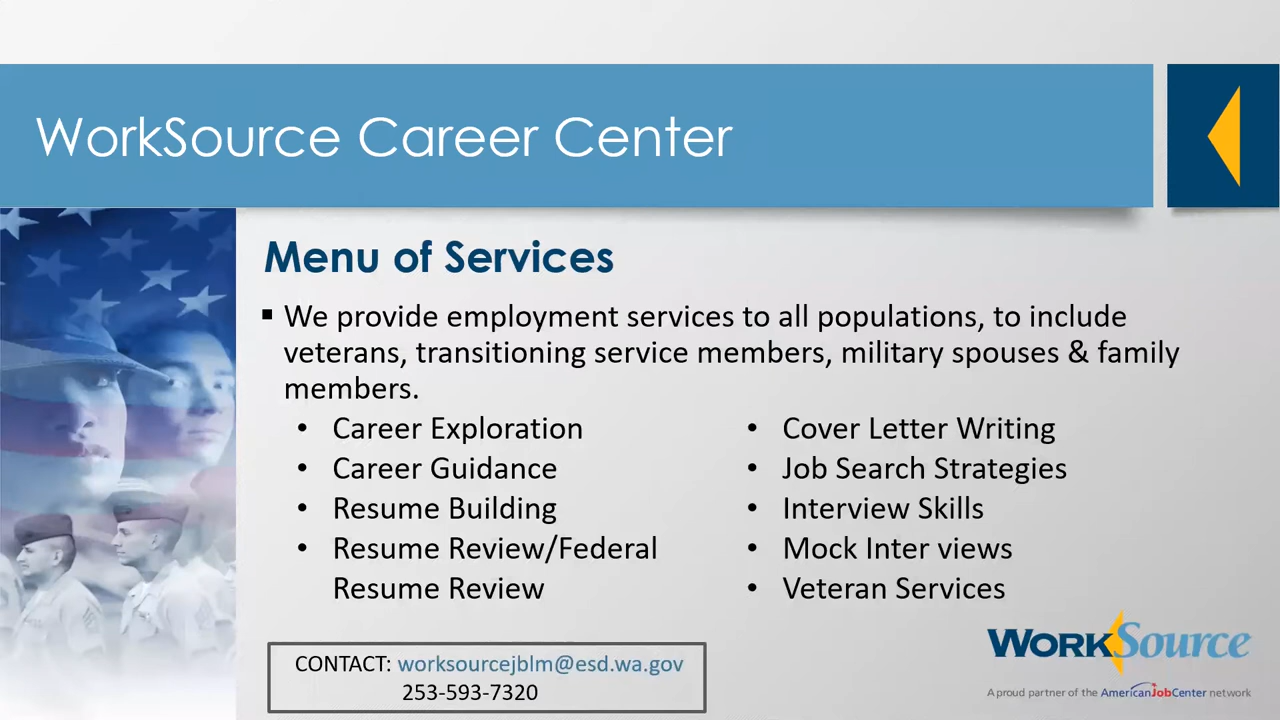 WorkSource Career Center
Menu of Services
▪ We provide employment services to all populations, to include
veterans, transitioning service members, military spouses & family
members.
• Career Exploration
• Career Guidance
• Resume Building
• Resume Review/Federal
Resume Review
• Cover Letter Writing
• Job Search Strategies
• Interview Skills
• Mock Inter views
• Veteran Services
CONTACT: worksourcejblm@esd.wa.gov
253-593-7320
WorkSource
A proud partner of the AmericanJobCenter network